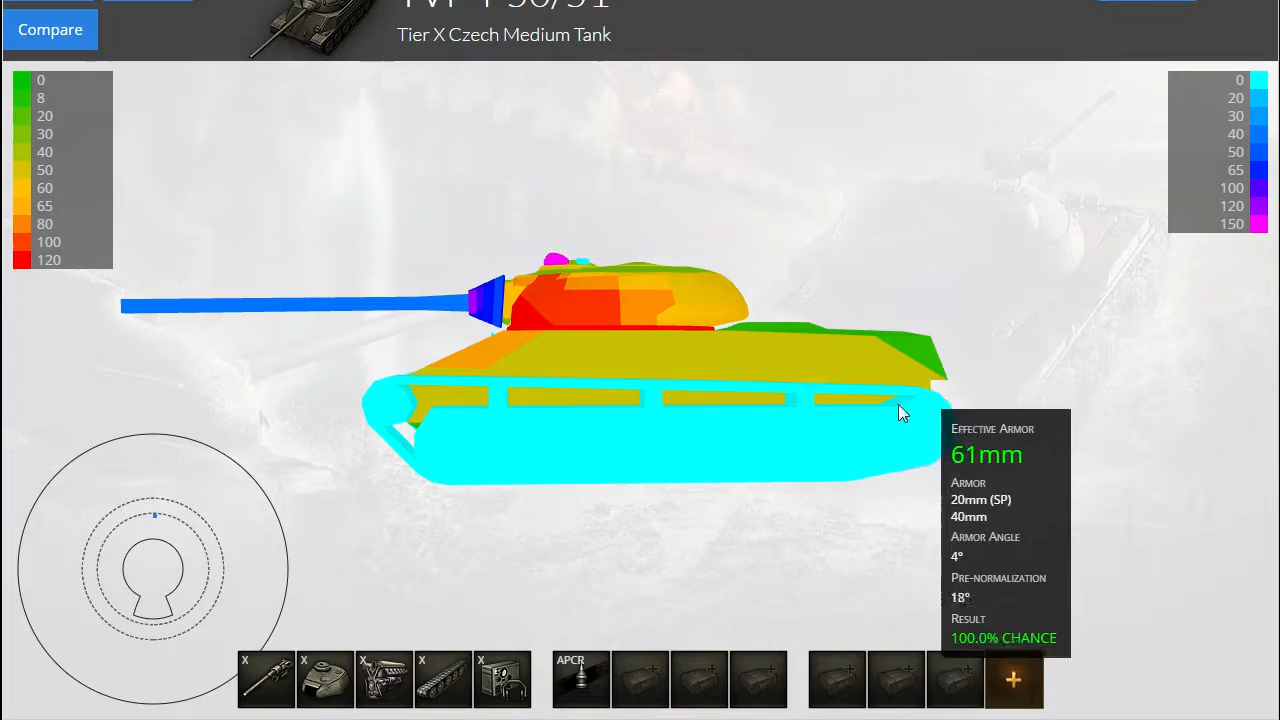 Compare
Tier X Czech Medium Tank
0
8
20
30
40
50
60
65
80
100
120
0
20
30
40
50
65
100
120
150
Effective Armor
61mm
Armor
20mm (SP)
40mm
Armor Angle
4°
Pre-normalization
18°
Result
100.0% CHANCE
X
X
X
X
X
APCR